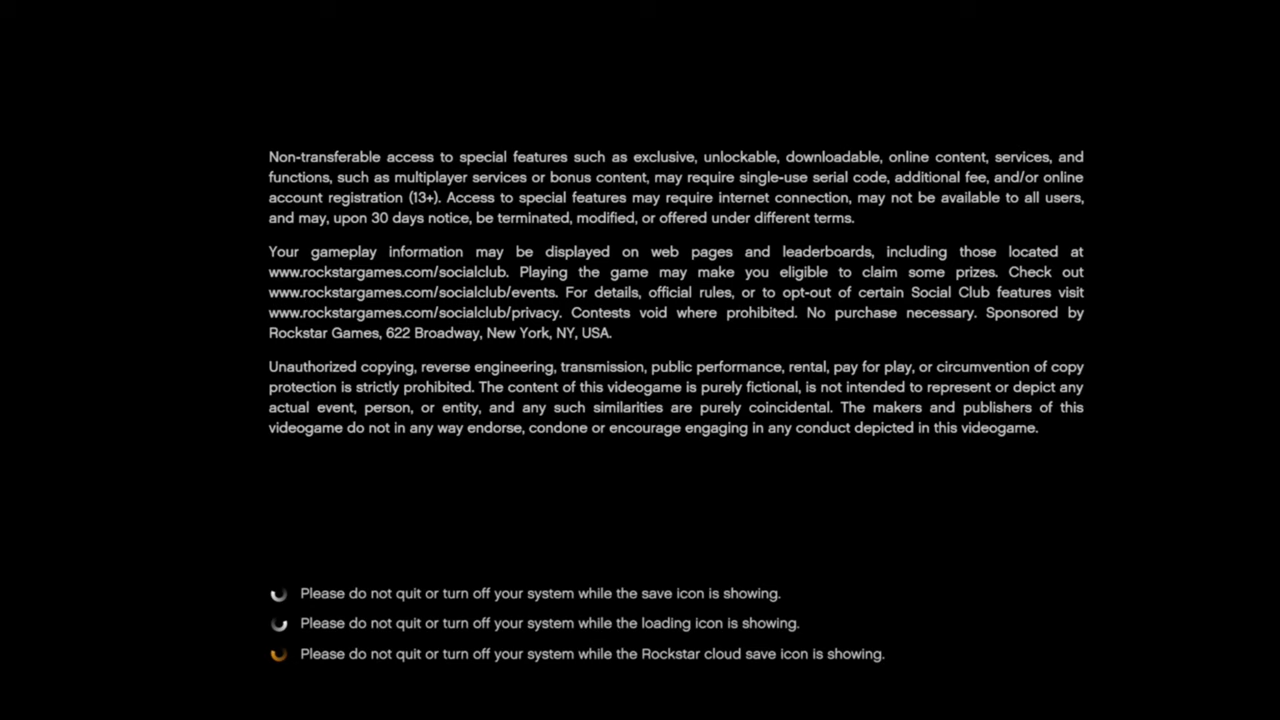 Non-transferable access to special features such as exclusive, unlockable, downloadable, online content, services, and
functions, such as multiplayer services or bonus content, may require single-use serial code, additional fee, and/or online
account registration (13+). Access to special features may require internet connection, may not be available to all users,
and may, upon 30 days notice, be terminated, modified, or offered under different terms.
Your gameplay information may be displayed on web pages and leaderboards, including those located at
www.rockstargames.com/socialclub. Playing the game may make you eligible to claim some prizes. Check out
www.rockstargames.com/socialclub/events. For details, official rules, or to opt-out of certain Social Club features visit
www.rockstargames.com/socialclub/privacy. Contests void where prohibited. No purchase necessary. Sponsored by
Rockstar Games, 622 Broadway, New York, NY, USA.
Unauthorized copying, reverse engineering, transmission, public performance, rental, pay for play, or circumvention of copy
protection is strictly prohibited. The content of this videogame is purely fictional, is not intended to represent or depict any
actual event, person, or entity, and any such similarities are purely coincidental. The makers and publishers of this
videogame do not in any way endorse, condone or encourage engaging in any conduct depicted in this videogame.
Please do not quit or turn off your system while the save icon is showing.
Please do not quit or turn off your system while the loading icon is showing.
Please do not quit or turn off your system while the Rockstar cloud save icon is showing.